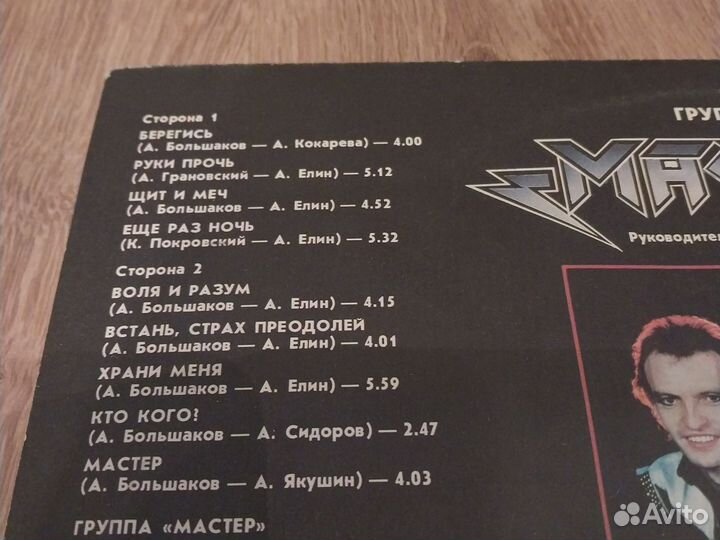 Сторона 1
БЕРЕГИСЬ
(А. Большаков — А. Кокарева) — 4.00
РУКИ ПРОЧЬ
(А. Грановский — А. Елин) — 5.12
ЩИТ И МЕЧ
(А. Большаков — А. Елин) — 4.52
ЕЩЕ РАЗ НОЧЬ
(К. Покровский — А. Елин) — 5.32
Сторона 2
ВОЛЯ И РАЗУМ
(А. Большаков — А. Елин) — 4.15
ВСТАНЬ, СТРАХ ПРЕОДОЛЕЙ
(А. Большаков — А. Елин) — 4.01
ХРАНИ МЕНЯ
(А. Большаков — А. Елин) — 5.59
КТО КОГО?
(А. Большаков — А. Сидоров) — 2.47
МАСТЕР
(А. Большаков — А. Якушин) — 4.03
ГРУППА «МАСТЕР»
ГРУП
МАС
Руководител
Avito